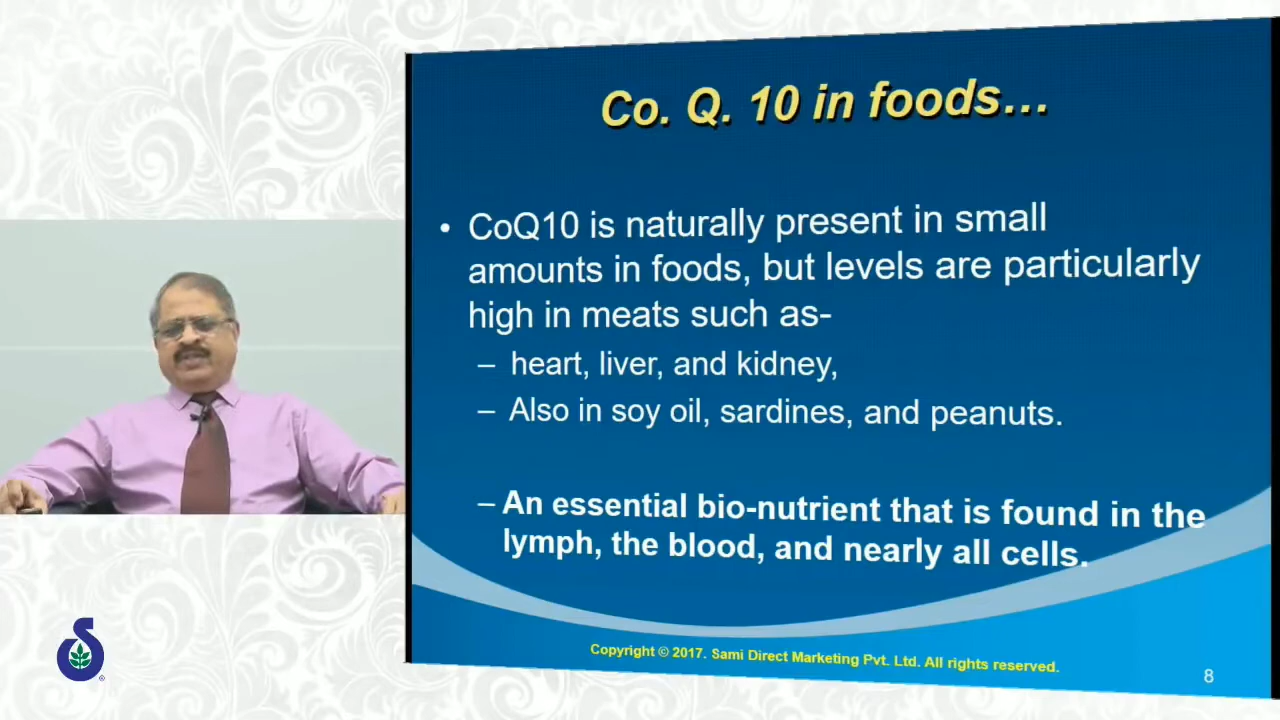 Co. Q. 10 in foods...
• CoQ10 is naturally present in small
amounts in foods, but levels are particularly
high in meats such as-
– heart, liver, and kidney,
– Also in soy oil, sardines, and peanuts.
– An essential bio-nutrient that is found in the
lymph, the blood, and nearly all cells.
Copyright © 2017. Sami Direct Marketing Pvt. Ltd. All rights reserved.
8
®